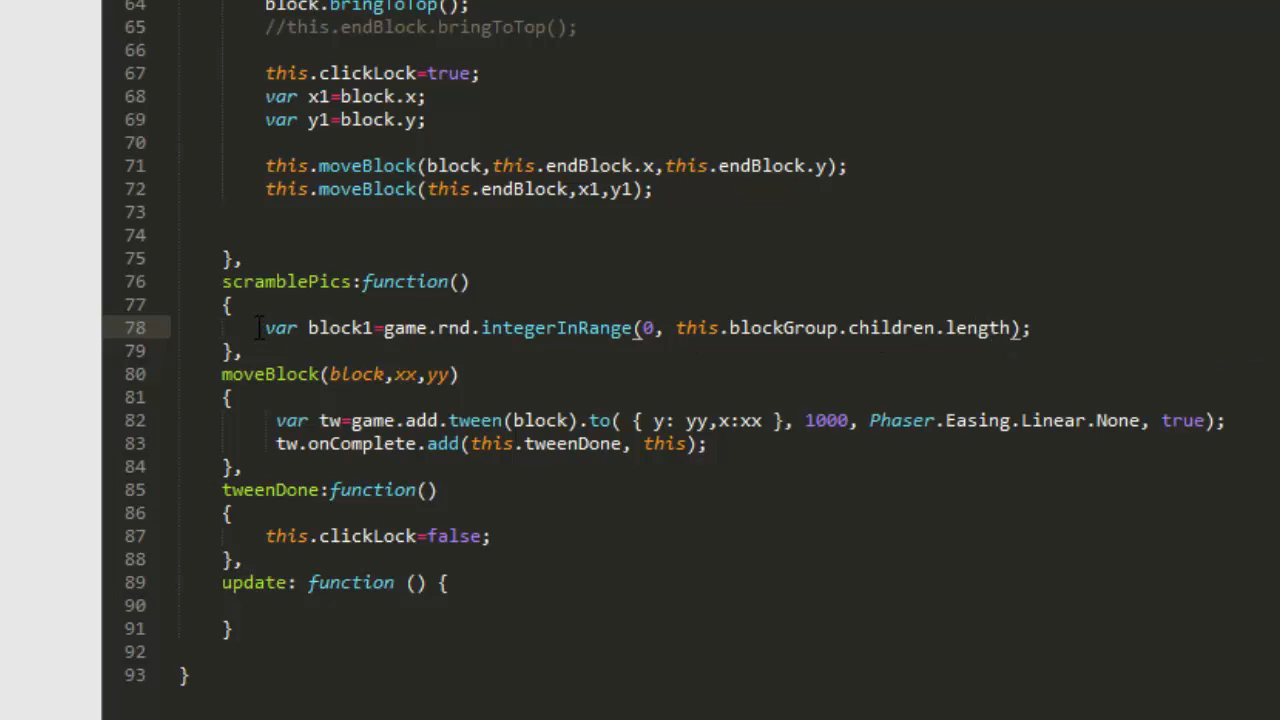 64 block.bringToTop();
65 //this.endBlock.bringToTop();
66
67 this.clickLock=true;
68 var x1=block.x;
69 var y1=block.y;
70
71 this.moveBlock(block,this.endBlock.x,this.endBlock.y);
72 this.moveBlock(this.endBlock,x1,y1);
73
74
75 },
76 scramblePics:function()
77 {
78 var block1=game.rnd.integerInRange(0, this.blockGroup.children.length);
79 },
80 moveBlock(block,xx,yy)
81 {
82 var tw=game.add.tween(block).to( { y: yy,x:xx }, 1000, Phaser.Easing.Linear.None, true);
83 tw.onComplete.add(this.tweenDone, this);
84 },
85 tweenDone:function()
86 {
87 this.clickLock=false;
88 },
89 update: function () {
90
91 }
92
93 }